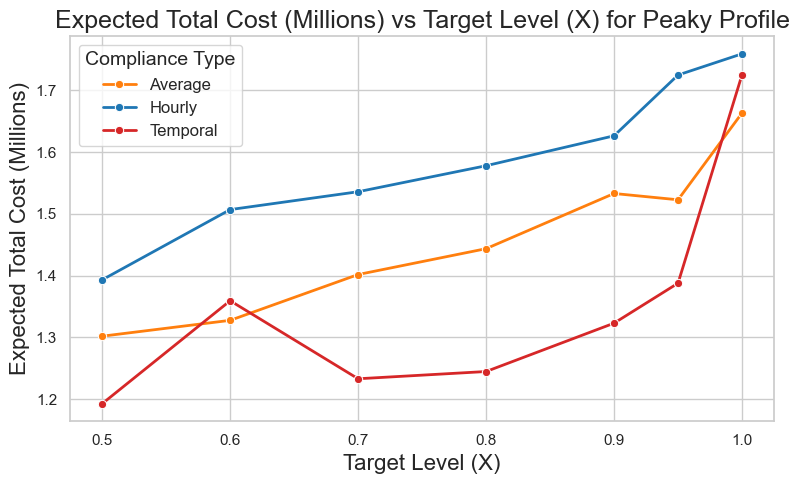 Expected Total Cost (Millions) vs Target Level (X) for Peaky Profile
Compliance Type
Average
Hourly
Temporal
Expected Total Cost (Millions)
1.7
1.6
1.5
1.4
1.3
1.2
0.5 0.6 0.7 0.8 0.9 1.0
Target Level (X)